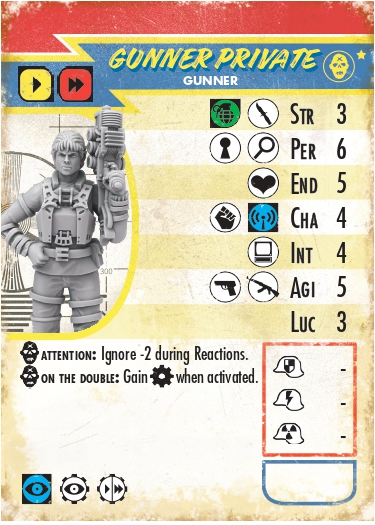 GUNNER PRIVATE
GUNNER
STR 3
PER 6
END 5
CHA 4
INT 4
AGI 5
LUC 3
300
ATTENTION: Ignore -2 during Reactions.
ON THE DOUBLE: Gain when activated.
-
-
-